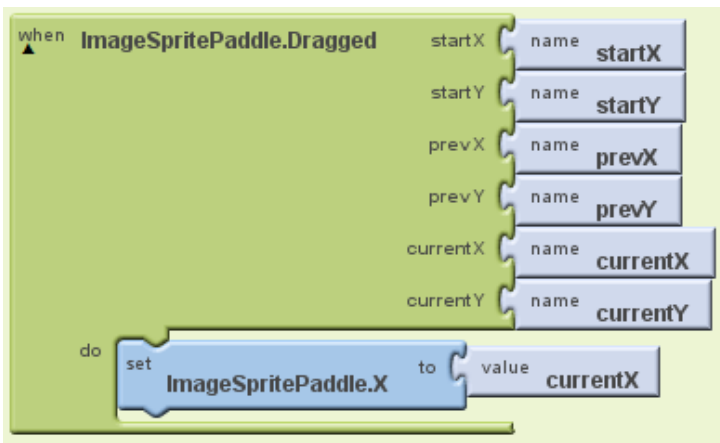 when ImageSpritePaddle.Dragged startX name startX
startY name startY
prevX name prevX
prevY name prevY
currentX name currentX
currentY name currentY
do set ImageSpritePaddle.X to value currentX